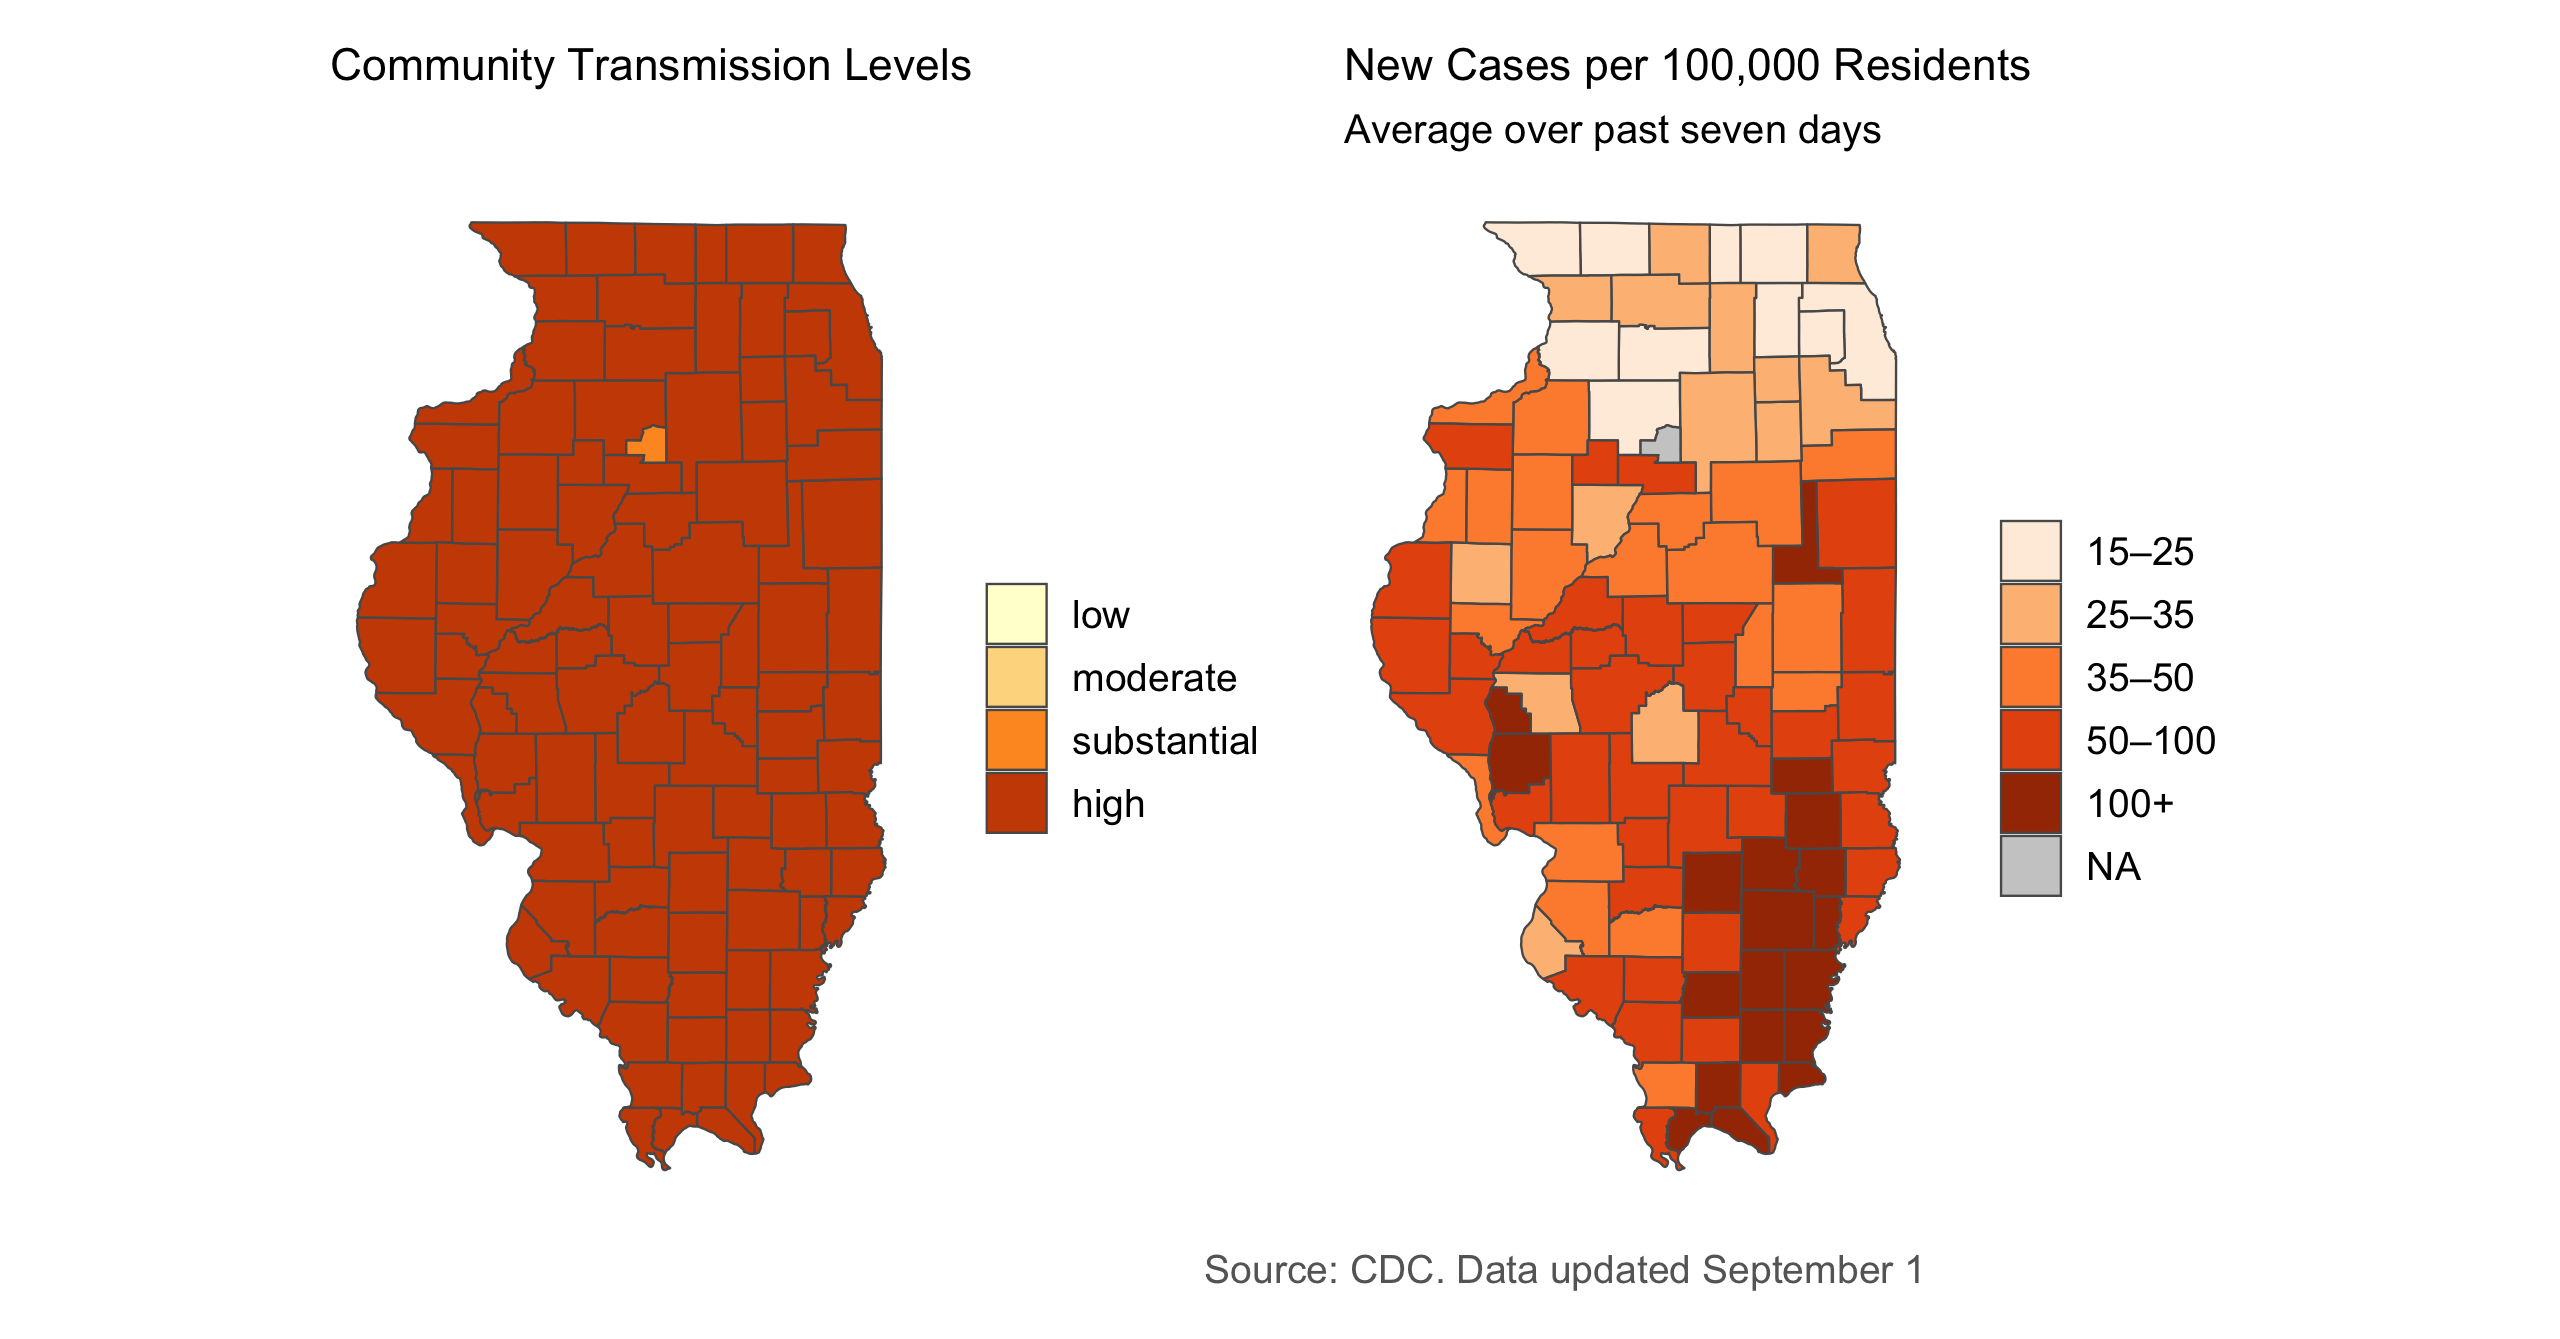 Community Transmission Levels
New Cases per 100,000 Residents
Average over past seven days
low
moderate
substantial
high
15–25
25–35
35–50
50–100
100+
NA
Source: CDC. Data updated September 1